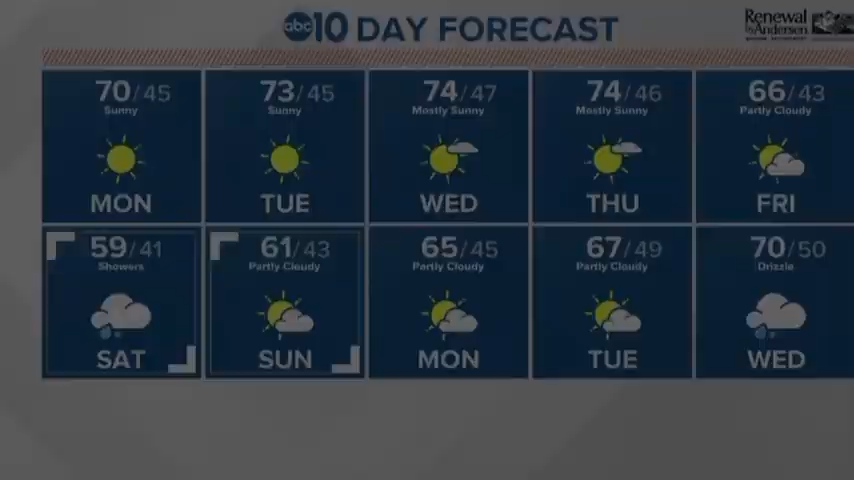 abc10 DAY FORECAST
Renewal
by Andersen
70/45
Sunny
MON
73/45
Sunny
TUE
74/47
Mostly Sunny
WED
74/46
Mostly Sunny
THU
66/43
Partly Cloudy
FRI
59/41
Showers
SAT
61/43
Partly Cloudy
SUN
65/45
Partly Cloudy
MON
67/49
Partly Cloudy
TUE
70/50
Drizzle
WED